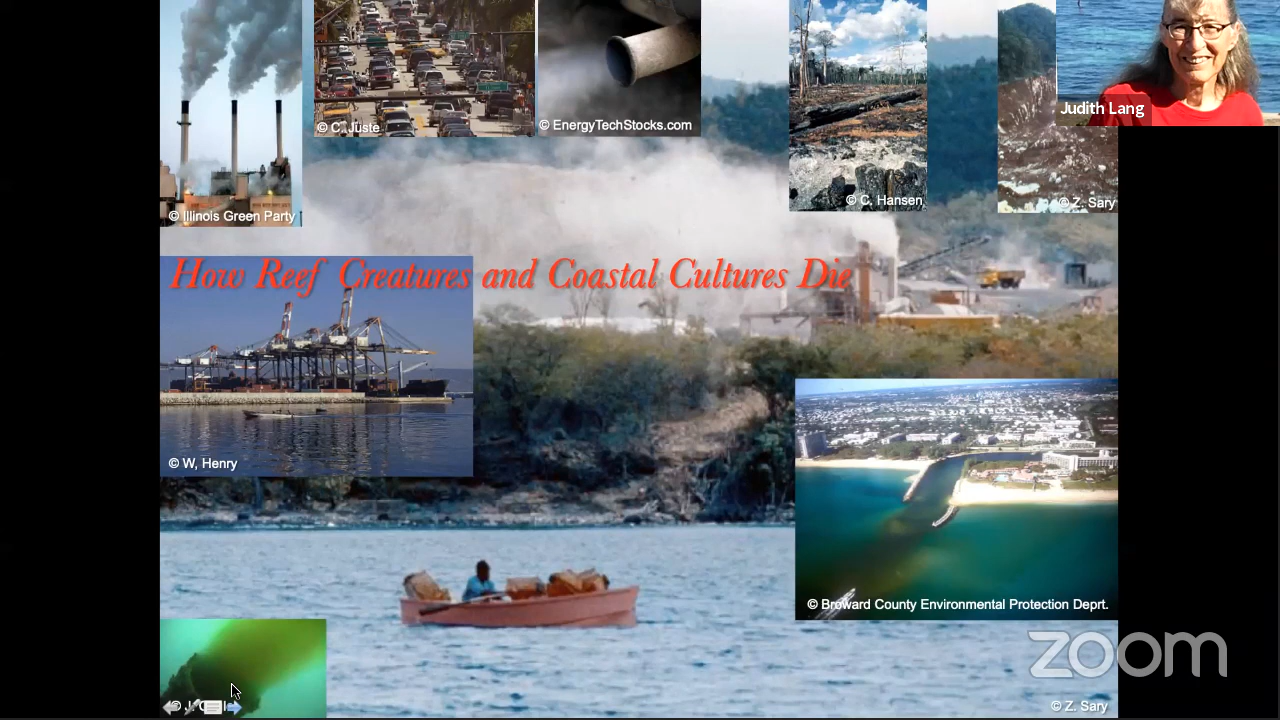 © C. Juste
© EnergyTechStocks.com
Judith Lang
© C, Hansen
© Z. Sary
© Illinois Green Party
How Reef Creatures and Coastal Cultures Die
© W, Henry
© Broward County Environmental Protection Deprt.
zoom
© Z. Sary